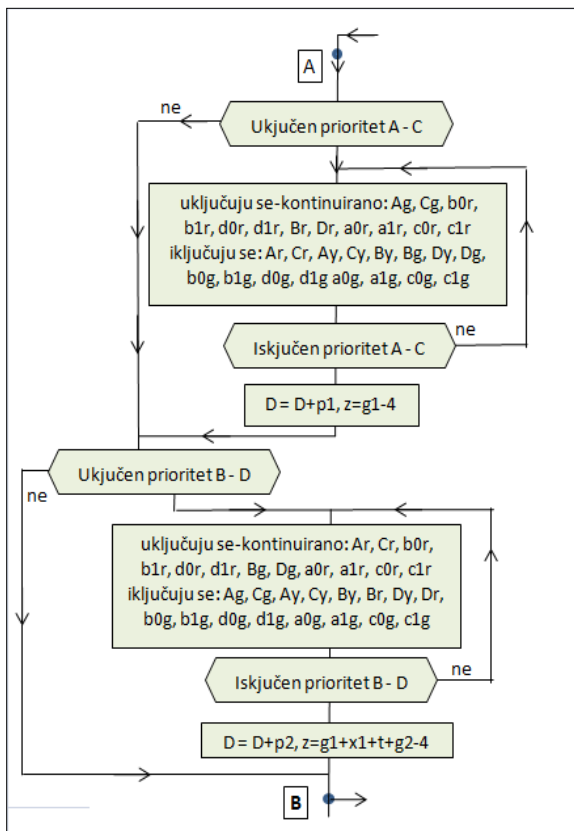 A
ne
Ukjučen prioritet A - C
uključuju se-kontinuirano: Ag, Cg, b0r,
b1r, d0r, d1r, Br, Dr, a0r, a1r, c0r, c1r
iključuju se: Ar, Cr, Ay, Cy, By, Bg, Dy, Dg,
b0g, b1g, d0g, d1g a0g, a1g, c0g, c1g
ne
Iskjučen prioritet A - C
D = D+p1, z=g1-4
Ukjučen prioritet B - D
ne
uključuju se-kontinuirano: Ar, Cr, b0r,
b1r, d0r, d1r, Bg, Dg, a0r, a1r, c0r, c1r
iključuju se: Ag, Cg, Ay, Cy, By, Br, Dy, Dr,
b0g, b1g, d0g, d1g, a0g, a1g, c0g, c1g
ne
Iskjučen prioritet B - D
D = D+p2, z=g1+x1+t+g2-4
B